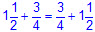 1 1/2 + 3/4 = 3/4 + 1 1/2